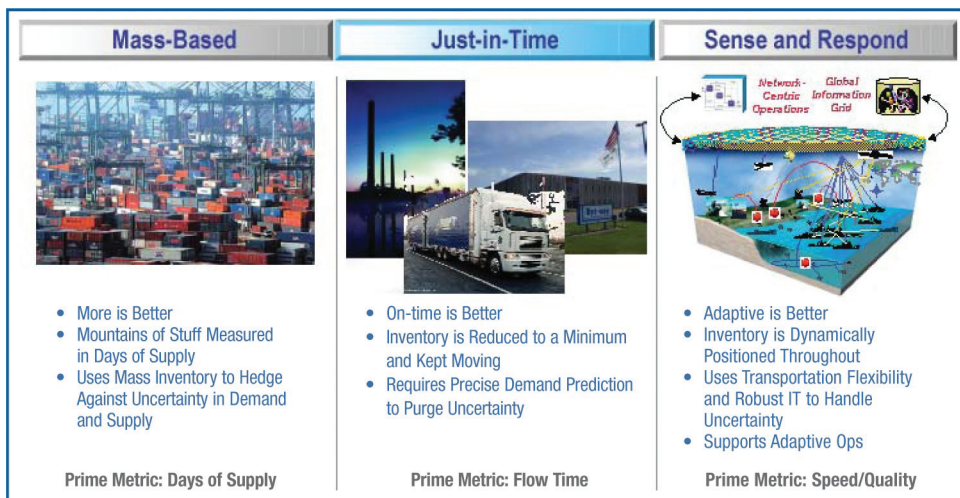 Mass-Based
More is Better
Mountains of Stuff Measured
in Days of Supply
Uses Mass Inventory to Hedge
Against Uncertainty in Demand
and Supply
Prime Metric: Days of Supply
Just-in-Time
On-time is Better
Inventory is Reduced to a Minimum
and Kept Moving
Requires Precise Demand Prediction
to Purge Uncertainty
Prime Metric: Flow Time
Sense and Respond
Network-
Centric
Operations
Global
Information
Grid
Adaptive is Better
Inventory is Dynamically
Positioned Throughout
Uses Transportation Flexibility
and Robust IT to Handle
Uncertainty
Supports Adaptive Ops
Prime Metric: Speed/Quality